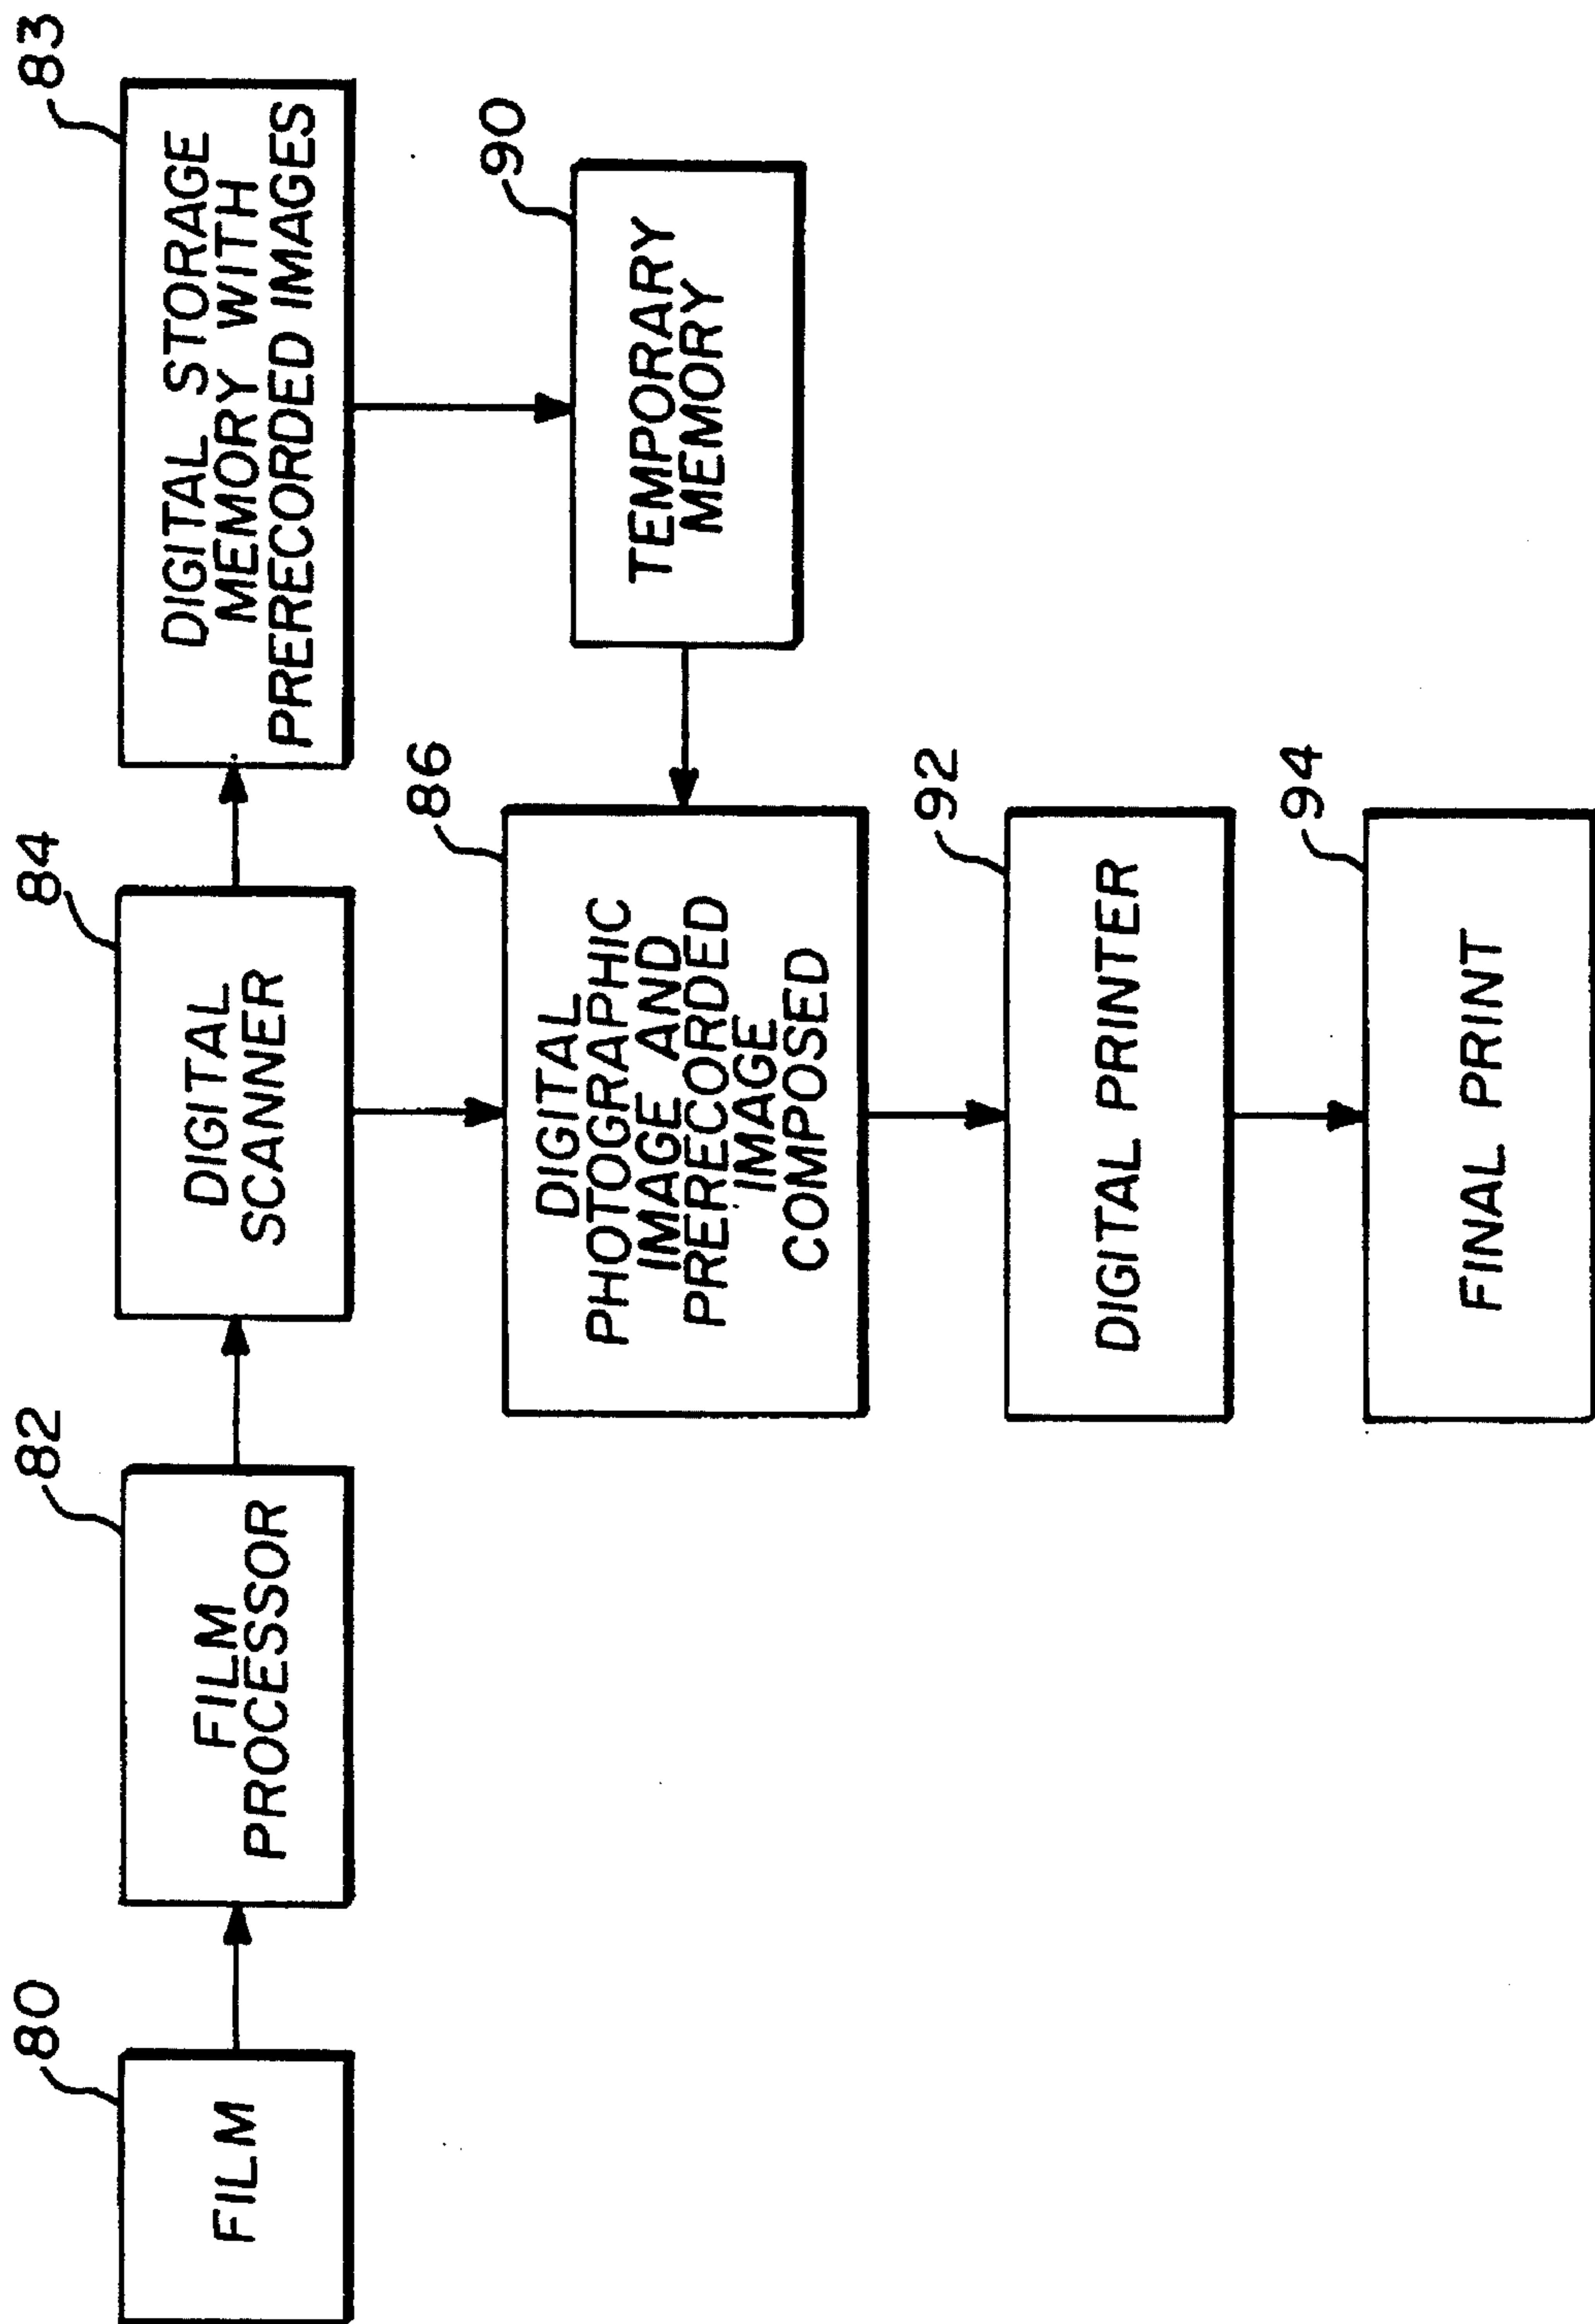 80
FILM
82
FILM
PROCESSOR
84
DIGITAL
SCANNER
83
DIGITAL STORAGE
MEMORY WITH
PRERECORDED IMAGES
86
DIGITAL
PHOTOGRAPHIC
IMAGE AND
PRERECORDED
IMAGE
COMPOSED
90
TEMPORARY
MEMORY
92
DIGITAL PRINTER
94
FINAL PRINT